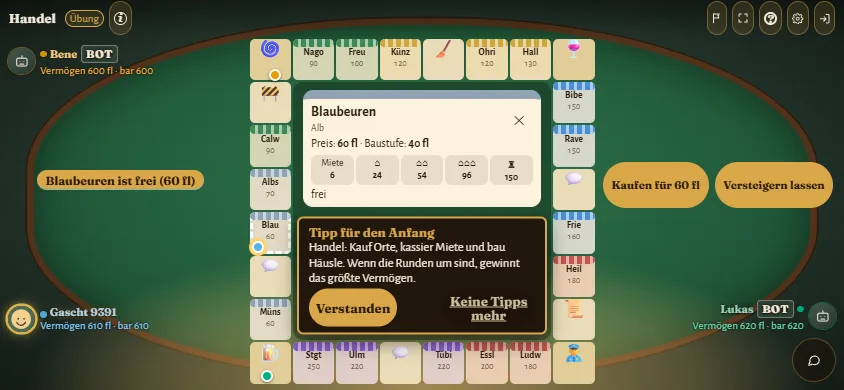 Handel Übung
Bene BOT
Vermögen 600 fl · bar 600
Nago 90
Freu 100
Künz 120
Ohri 120
Hall 130
Calw 90
Albs 70
Blau 60
Müns 60
Bibe 150
Rave 150
Frie 160
Heil 180
Stgt 250
Ulm 220
Tübi 220
Essl 200
Ludw 180
Blaubeuren ist frei (60 fl)
Blaubeuren
Alb
Preis: 60 fl · Baustufe: 40 fl
Miete 6
24
54
96
150
frei
Tipp für den Anfang
Handel: Kauf Orte, kassier Miete und bau
Häusle. Wenn die Runden um sind, gewinnt
das größte Vermögen.
Verstanden
Keine Tipps
mehr
Kaufen für 60 fl
Versteigern lassen
Gascht 9391
Vermögen 610 fl · bar 610
Lukas BOT
Vermögen 620 fl · bar 620